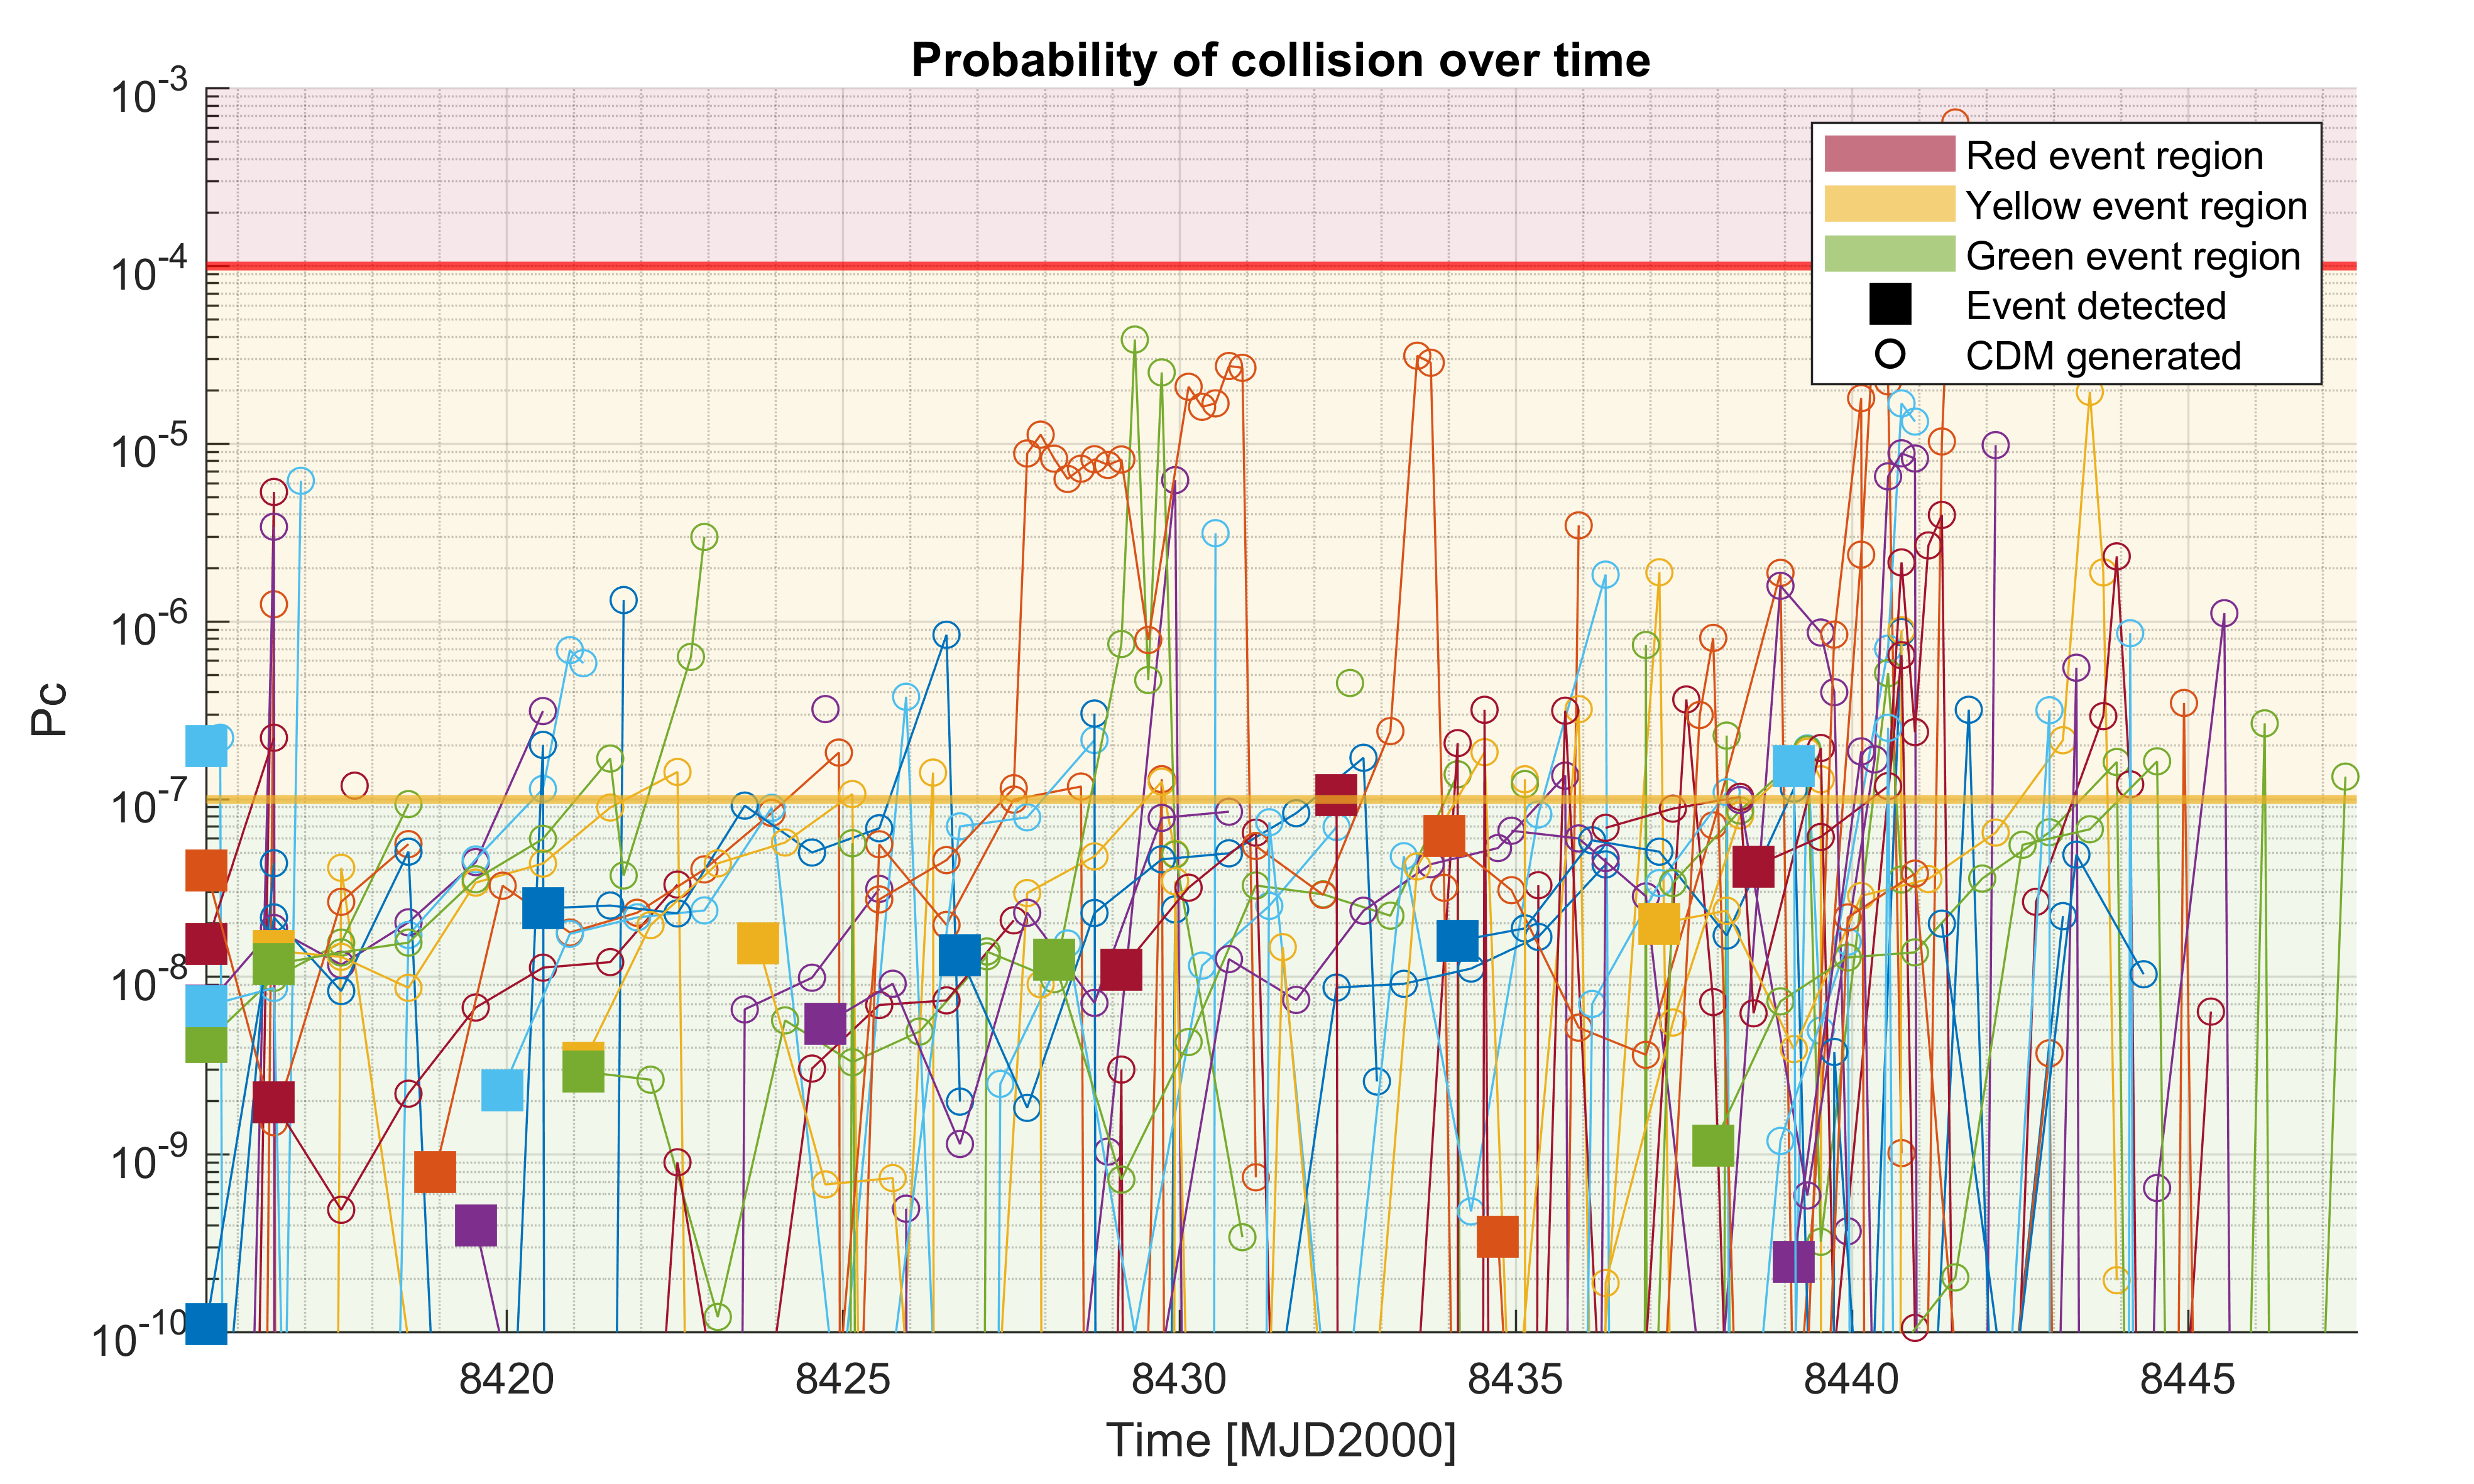 Probability of collision over time
10^-3
10^-4
10^-5
10^-6
10^-7
10^-8
10^-9
10^-10
Pc
Red event region
Yellow event region
Green event region
Event detected
CDM generated
8420 8425 8430 8435 8440 8445
Time [MJD2000]